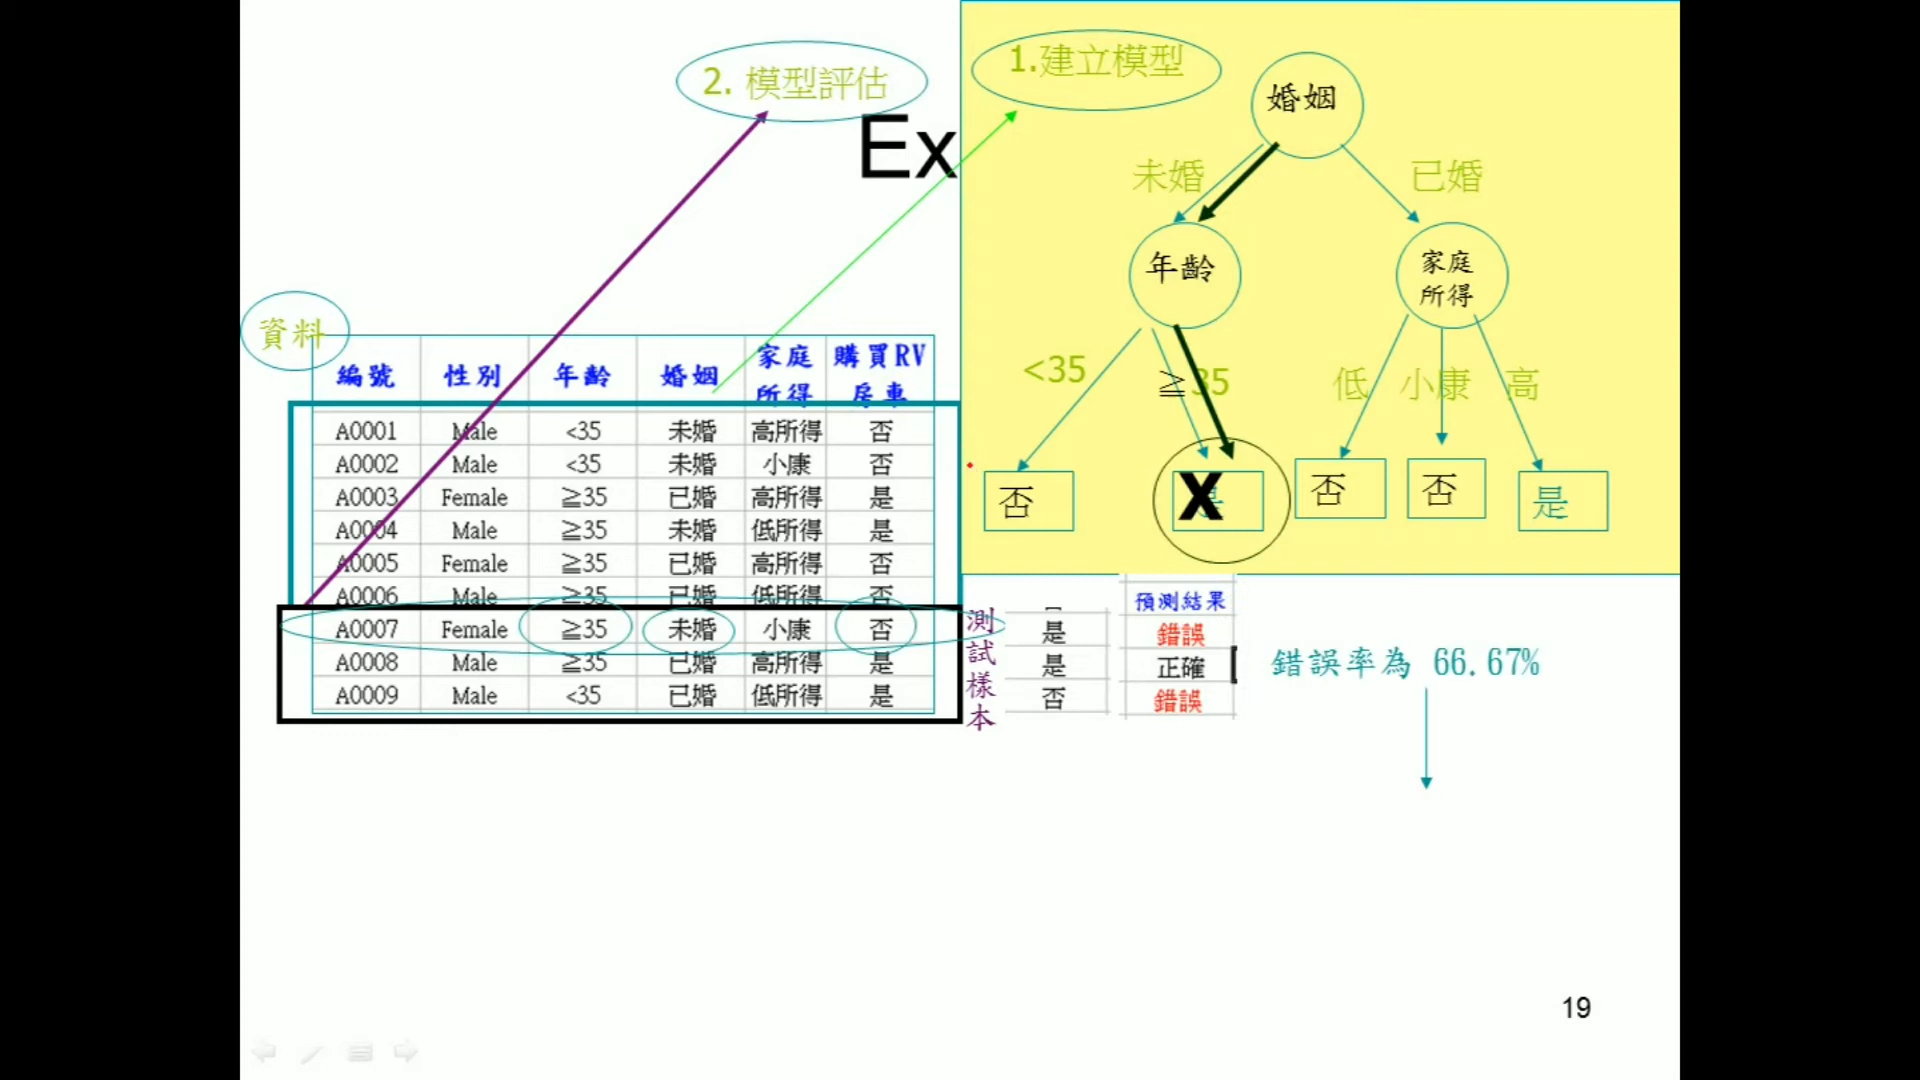 2. 模型評估
1.建立模型
Ex
婚姻
未婚
已婚
年齡
家庭
所得
<35
≧35
低
小康
高
否
X
否
否
是
資料
編號 性別 年齡 婚姻 家庭所得 購買RV房車
A0001 Male <35 未婚 高所得 否
A0002 Male <35 未婚 小康 否
A0003 Female ≧35 已婚 高所得 是
A0004 Male ≧35 未婚 低所得 是
A0005 Female ≧35 已婚 高所得 否
A0006 Male ≧35 已婚 低所得 否
A0007 Female ≧35 未婚 小康 否
A0008 Male ≧35 已婚 高所得 是
A0009 Male <35 已婚 低所得 是
測試樣本
預測結果
是 錯誤
是 正確
否 錯誤
錯誤率為 66.67%
19